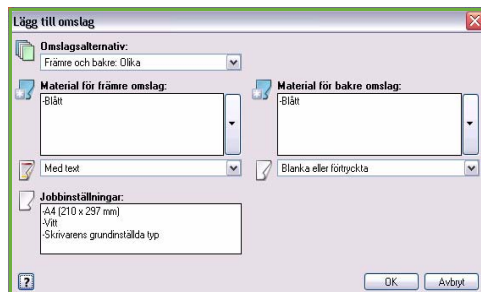 Lägg till omslag
Omslagsalternativ:
Främre och bakre: Olika
Material för främre omslag:
-Blått
Med text
Material för bakre omslag:
-Blått
Blanka eller förtryckta
Jobbinställningar:
-A4 (210 x 297 mm)
-Vitt
-Skrivarens grundinställda typ
?
OK
Avbryt